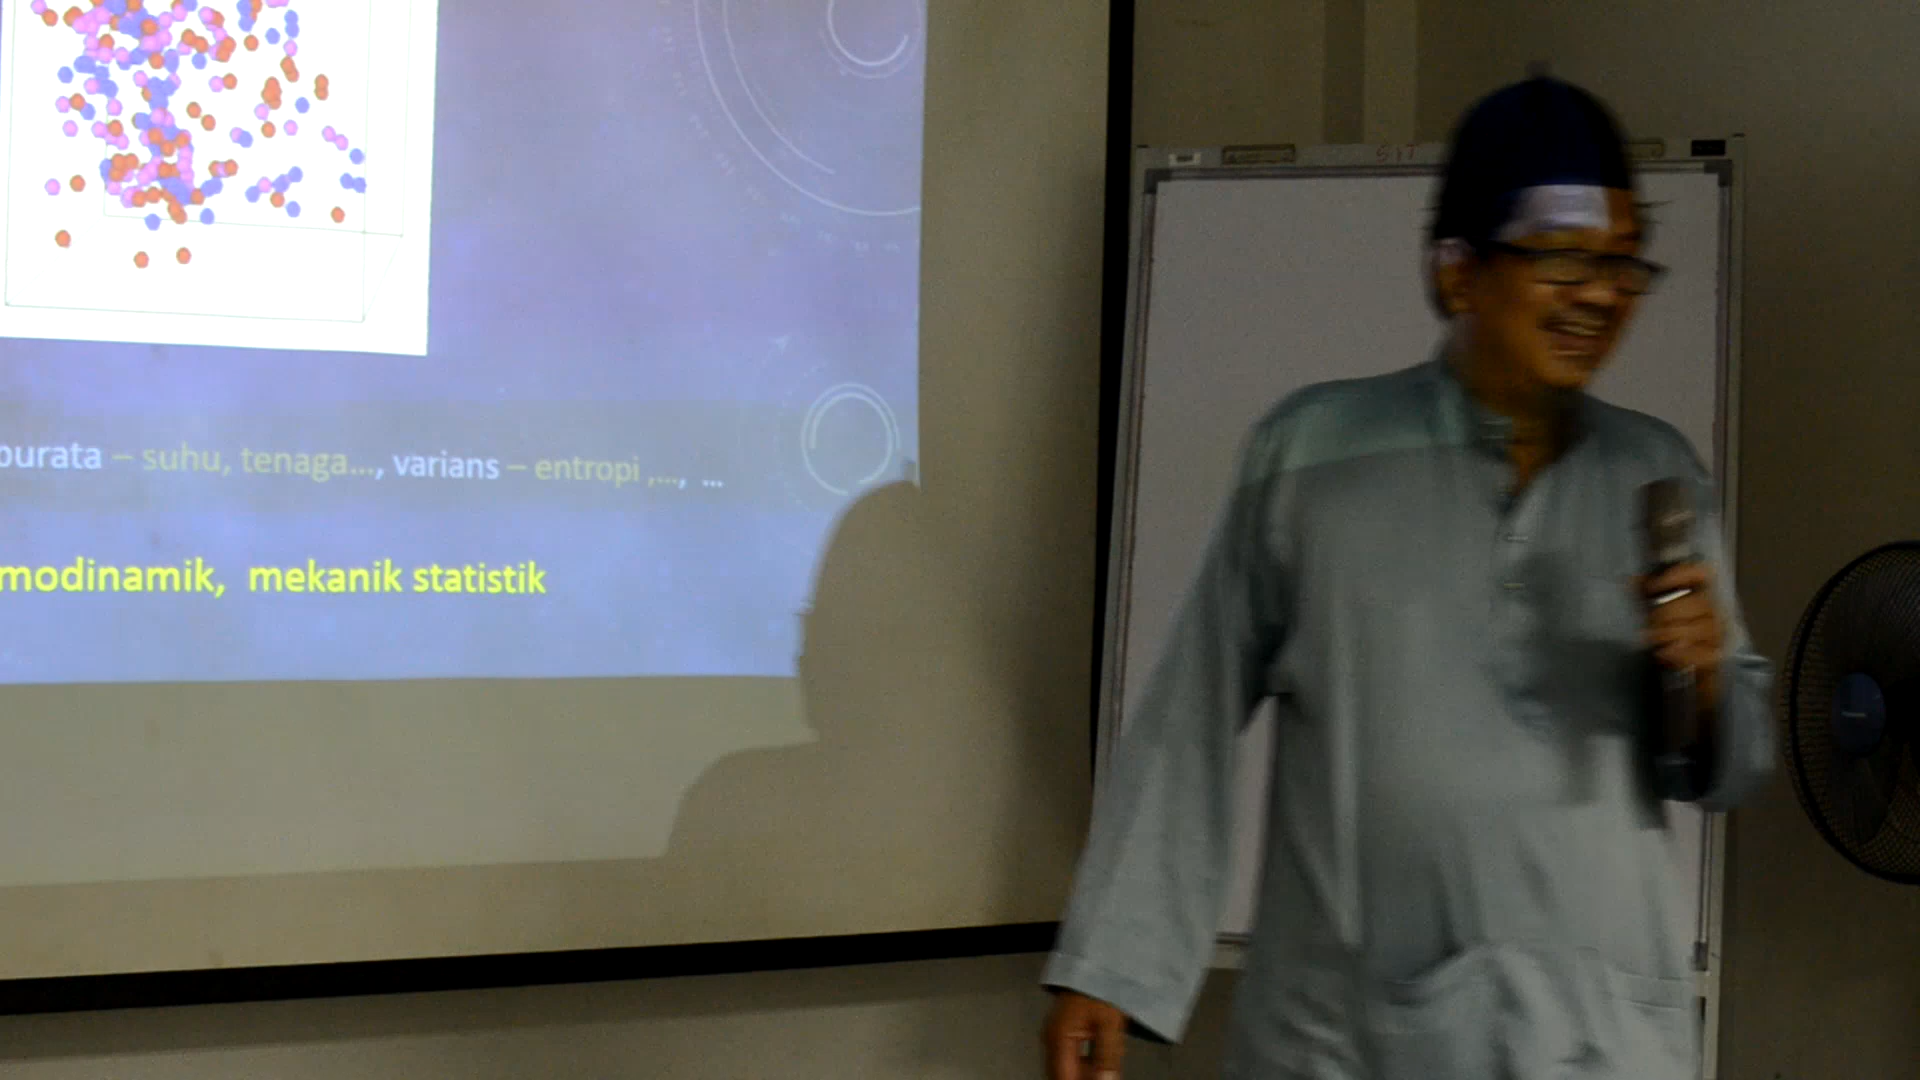 purata – suhu, tenaga..., varians – entropi ,..., ...
modinamik, mekanik statistik